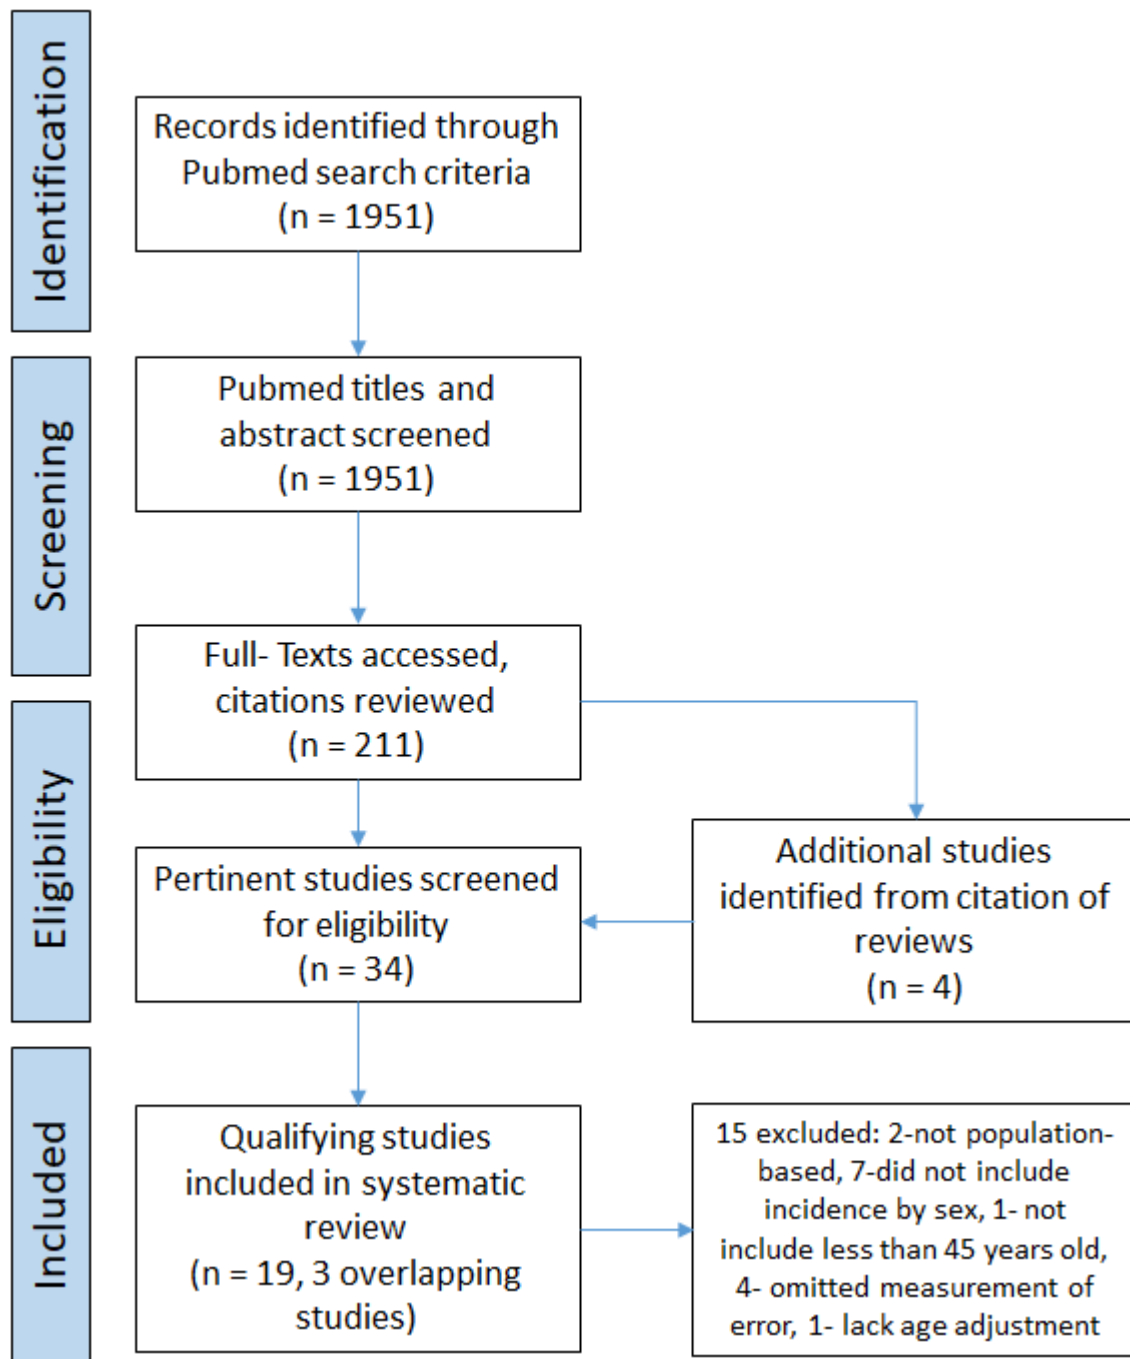 Identification
Records identified through
Pubmed search criteria
(n = 1951)
Screening
Pubmed titles and
abstract screened
(n = 1951)
Full- Texts accessed,
citations reviewed
(n = 211)
Eligibility
Pertinent studies screened
for eligibility
(n = 34)
Additional studies
identified from citation of
reviews
(n = 4)
Included
Qualifying studies
included in systematic
review
(n = 19, 3 overlapping
studies)
15 excluded: 2-not population-
based, 7-did not include
incidence by sex, 1- not
include less than 45 years old,
4- omitted measurement of
error, 1- lack age adjustment